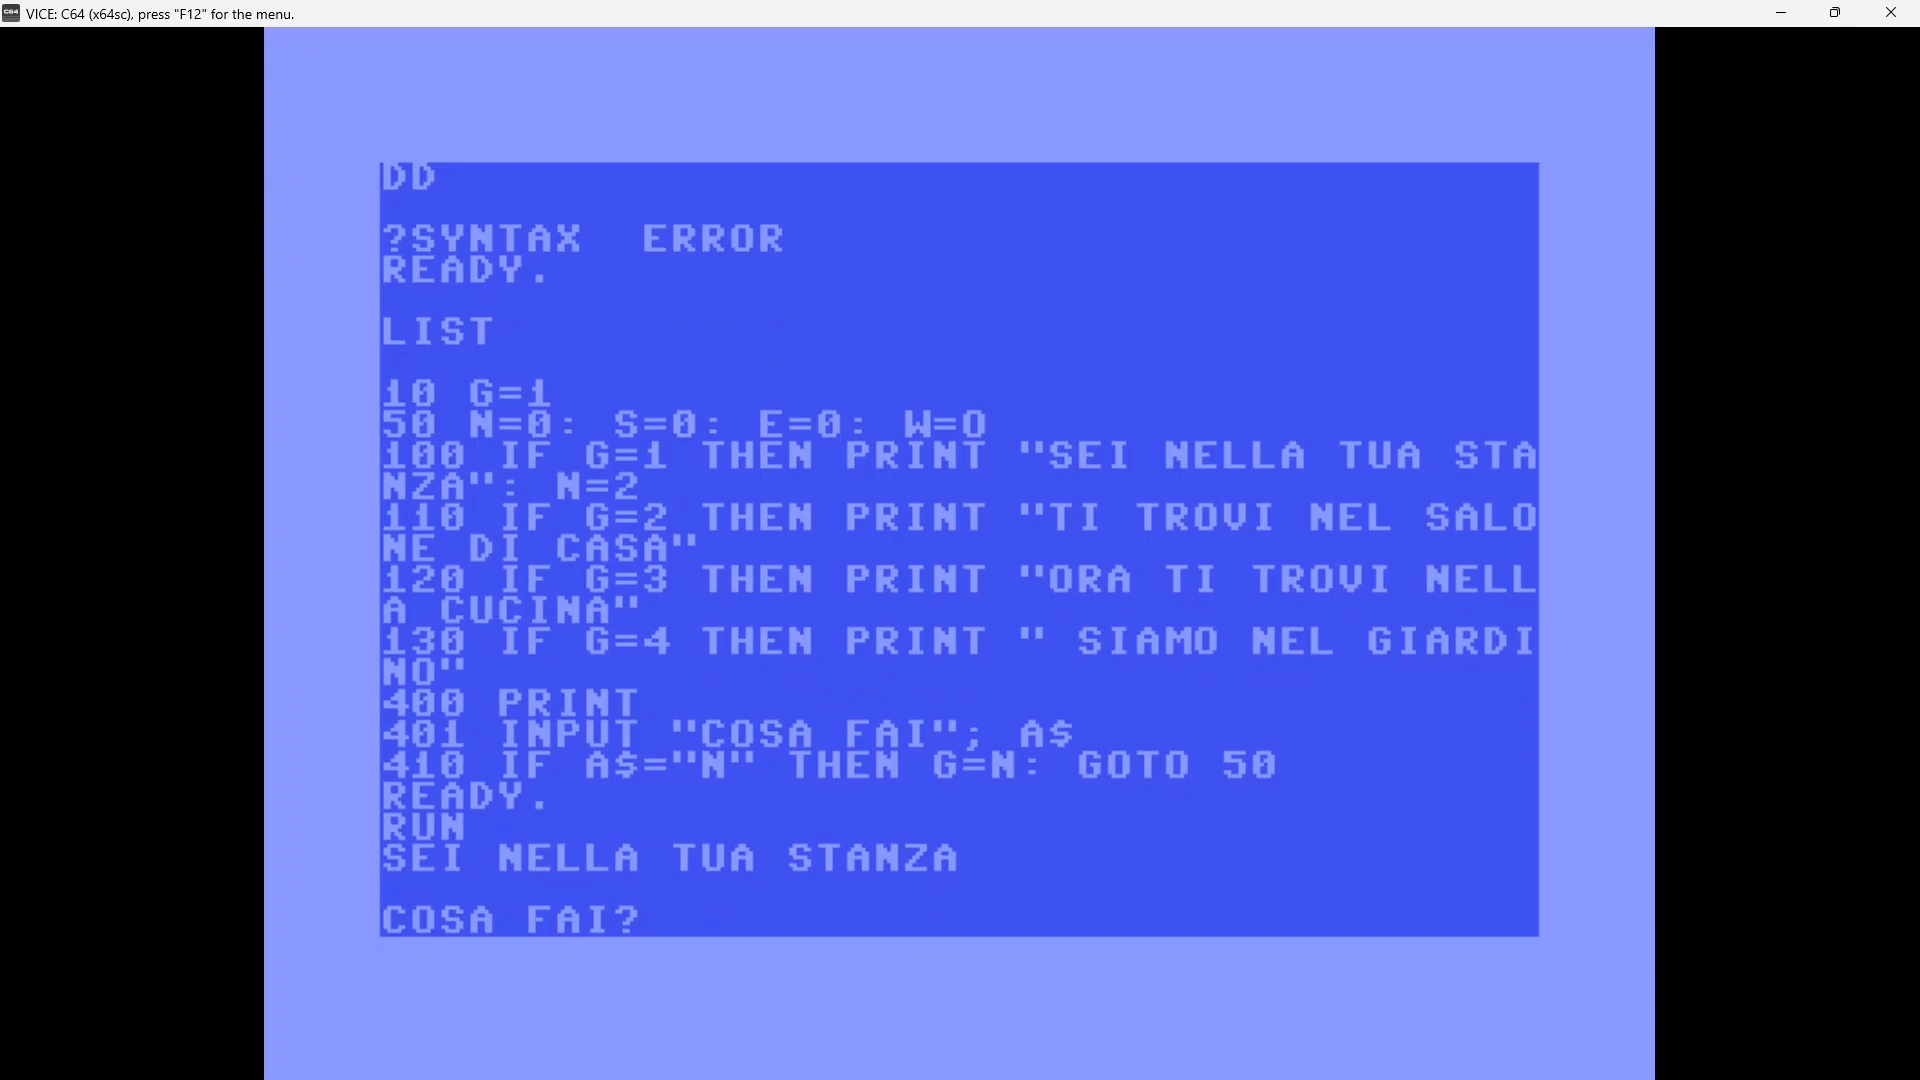 VICE: C64 (x64sc), press "F12" for the menu.
DD
?SYNTAX  ERROR
READY.
LIST
10 G=1
50 N=0: S=0: E=0: W=O
100 IF G=1 THEN PRINT "SEI NELLA TUA STA
NZA": N=2
110 IF G=2 THEN PRINT "TI TROVI NEL SALO
NE DI CASA"
120 IF G=3 THEN PRINT "ORA TI TROVI NELL
A CUCINA"
130 IF G=4 THEN PRINT " SIAMO NEL GIARDI
NO"
400 PRINT
401 INPUT "COSA FAI"; A$
410 IF A$="N" THEN G=N: GOTO 50
READY.
RUN
SEI NELLA TUA STANZA
COSA FAI?